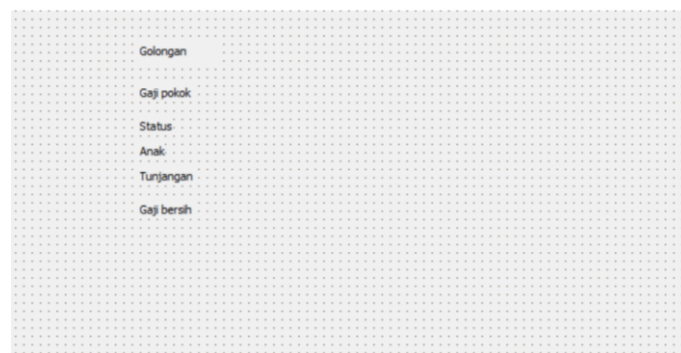 Golongan
Gaji pokok
Status
Anak
Tunjangan
Gaji bersih